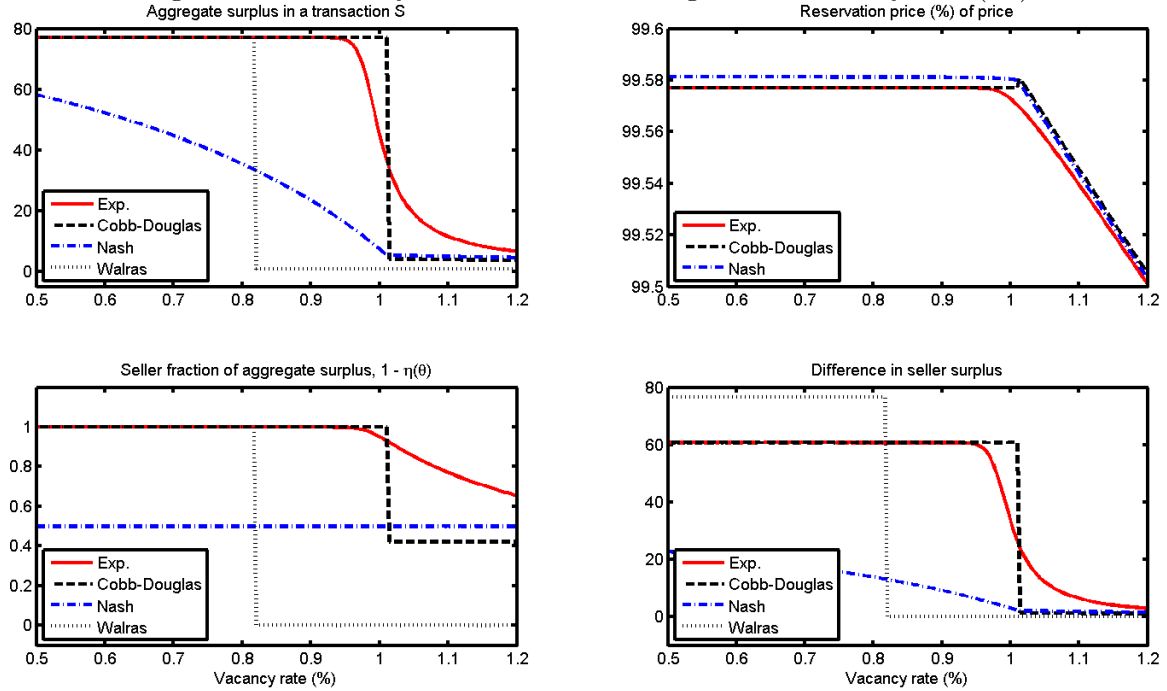 Aggregate surplus in a transaction S
80
60
40
20
0
Exp.
Cobb-Douglas
Nash
Walras
0.5 0.6 0.7 0.8 0.9 1 1.1 1.2
Reservation price (%) of price
99.6
99.58
99.56
99.54
99.52
99.5
Exp.
Cobb-Douglas
Nash
0.5 0.6 0.7 0.8 0.9 1 1.1 1.2
Seller fraction of aggregate surplus, 1 - η(θ)
1
0.8
0.6
0.4
0.2
0
Exp.
Cobb-Douglas
Nash
Walras
0.5 0.6 0.7 0.8 0.9 1 1.1 1.2
Vacancy rate (%)
Difference in seller surplus
80
60
40
20
0
Exp.
Cobb-Douglas
Nash
Walras
0.5 0.6 0.7 0.8 0.9 1 1.1 1.2
Vacancy rate (%)